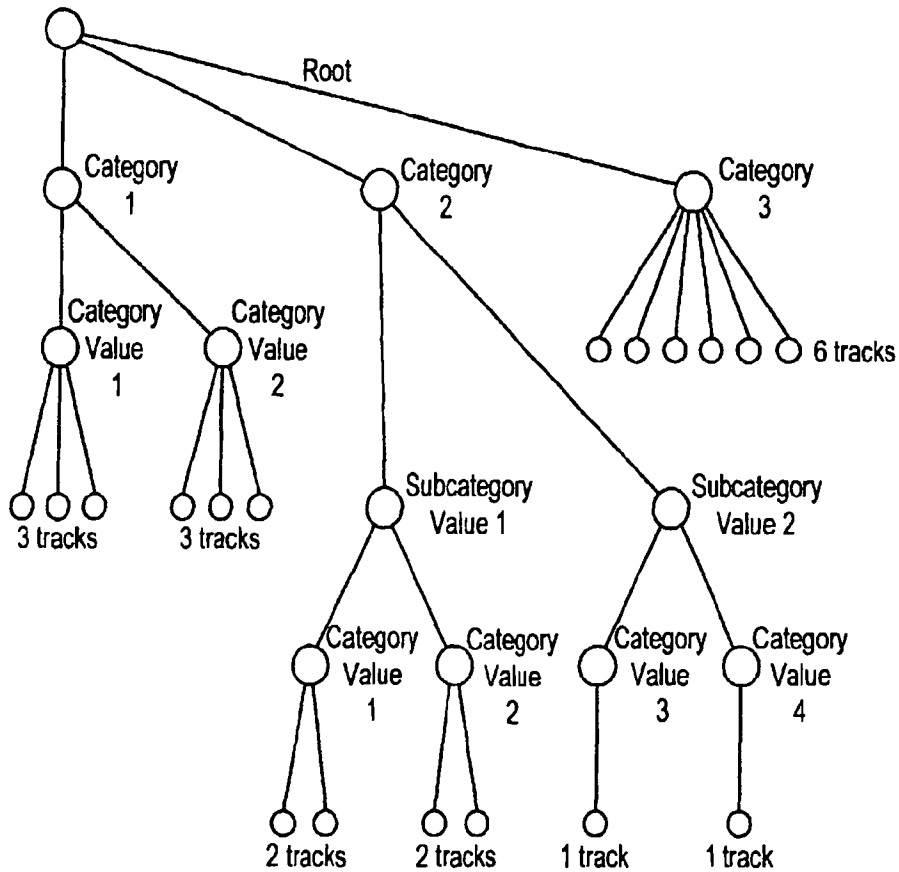 Root
Category
1
Category
2
Category
3
Category
Value
1
Category
Value
2
6 tracks
3 tracks
3 tracks
Subcategory
Value 1
Subcategory
Value 2
Category
Value
1
Category
Value
2
Category
Value
3
Category
Value
4
2 tracks
2 tracks
1 track
1 track